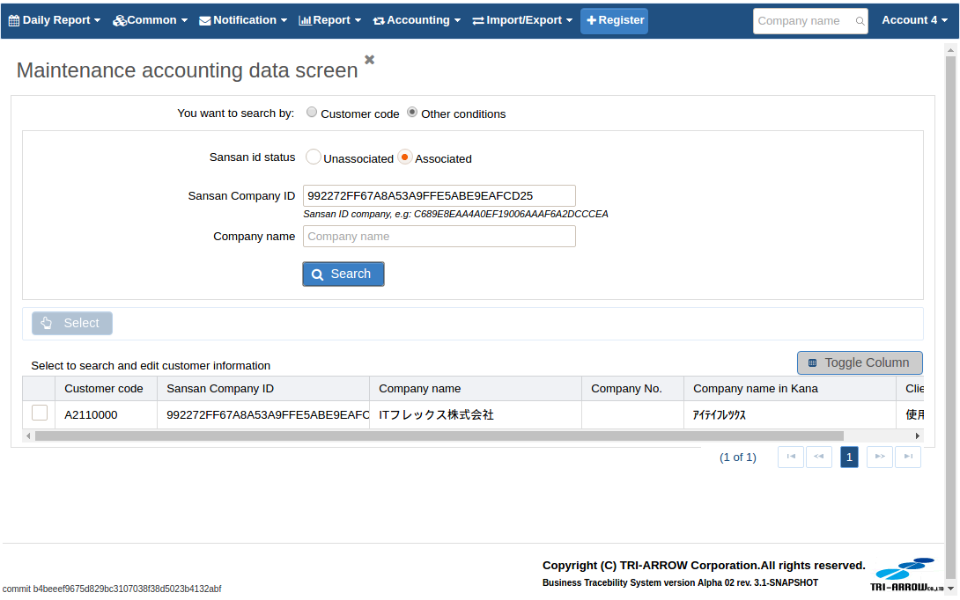 Daily Report Common Notification Report Accounting Import/Export Register Company name Account 4
Maintenance accounting data screen
You want to search by: Customer code Other conditions
Sansan id status Unassociated Associated
Sansan Company ID 992272FF67A8A53A9FFE5ABE9EAFCD25
Sansan ID company, e.g: C689E8EAA4A0EF19006AAAF6A2DCCCEA
Company name Company name
Search
Select
Select to search and edit customer information Toggle Column
Customer code Sansan Company ID Company name Company No. Company name in Kana Clie
A2110000 992272FF67A8A53A9FFE5ABE9EAFC ITフレックス株式会社 ｱｲﾃｲﾌﾚﾂｸｽ 使用
(1 of 1) 1
Copyright (C) TRI-ARROW Corporation.All rights reserved.
Business Tracebility System version Alpha 02 rev. 3.1-SNAPSHOT
TRI-ARROW CO.,LTD
commit b4beeef9675d829bc3107038f38d5023b4132abf